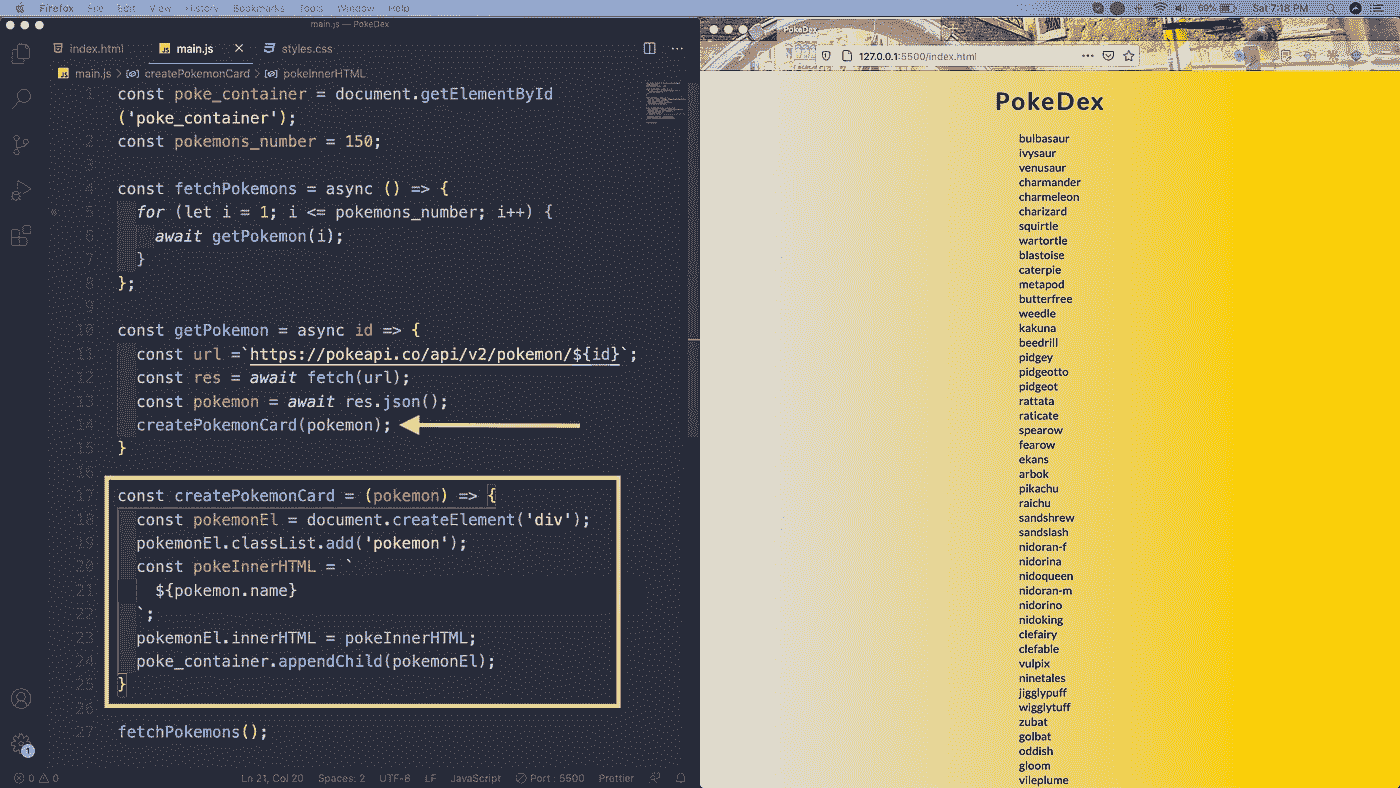 Firefox File Edit View History Bookmarks Tools Window Help
69% Sat 7:18 PM
main.js — PokeDex
index.html main.js styles.css
main.js > createPokemonCard > pokeInnerHTML
1 const poke_container = document.getElementById
('poke_container');
2 const pokemons_number = 150;
3
4 const fetchPokemons = async () => {
5 for (let i = 1; i <= pokemons_number; i++) {
6 await getPokemon(i);
7 }
8 };
9
10 const getPokemon = async id => {
11 const url =`https://pokeapi.co/api/v2/pokemon/${id}`;
12 const res = await fetch(url);
13 const pokemon = await res.json();
14 createPokemonCard(pokemon);
15 }
16
17 const createPokemonCard = (pokemon) => {
18 const pokemonEl = document.createElement('div');
19 pokemonEl.classList.add('pokemon');
20 const pokeInnerHTML = `
21 ${pokemon.name}
22 `;
23 pokemonEl.innerHTML = pokeInnerHTML;
24 poke_container.appendChild(pokemonEl);
25 }
26
27 fetchPokemons();
1
0 0 Ln 21, Col 20 Spaces: 2 UTF-8 LF JavaScript Port : 5500 Prettier
PokeDex
127.0.0.1:5500/index.html
PokeDex
bulbasaur
ivysaur
venusaur
charmander
charmeleon
charizard
squirtle
wartortle
blastoise
caterpie
metapod
butterfree
weedle
kakuna
beedrill
pidgey
pidgeotto
pidgeot
rattata
raticate
spearow
fearow
ekans
arbok
pikachu
raichu
sandshrew
sandslash
nidoran-f
nidorina
nidoqueen
nidoran-m
nidorino
nidoking
clefairy
clefable
vulpix
ninetales
jigglypuff
wigglytuff
zubat
golbat
oddish
gloom
vileplume